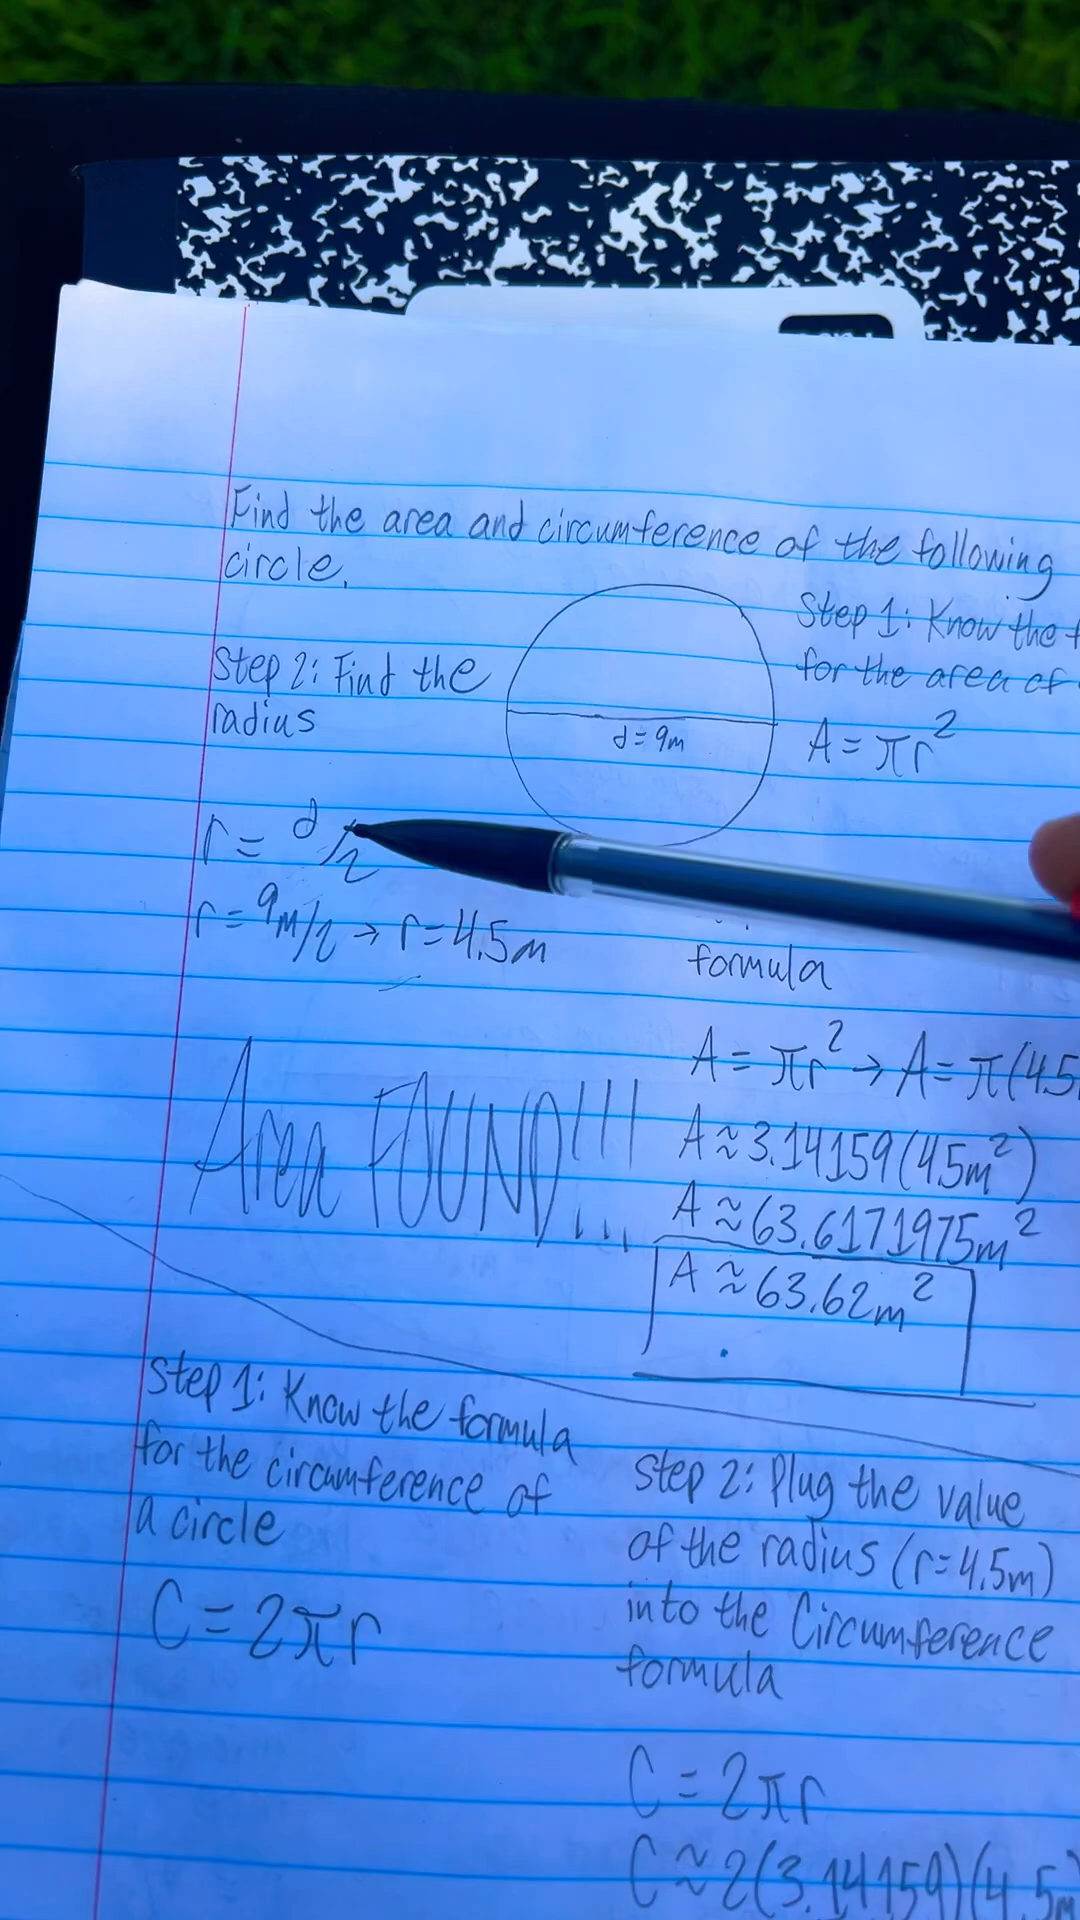 Find the area and circumference of the following
circle.
Step 1: Know the
for the area of
A = πr²
d = 9m
Step 2: Find the
radius
r = d/2
r = 9m/2 → r = 4.5m
formula
A = πr² → A = π(4.5
A ≈ 3.14159(4.5m²)
A ≈ 63.6171975m²
A ≈ 63.62m²
Area FOUND!!!
Step 1: Know the formula
for the circumference of
a circle
C = 2πr
Step 2: Plug the value
of the radius (r = 4.5m)
into the Circumference
formula
C = 2πr
C ≈ 2(3.14159)(4.5m)